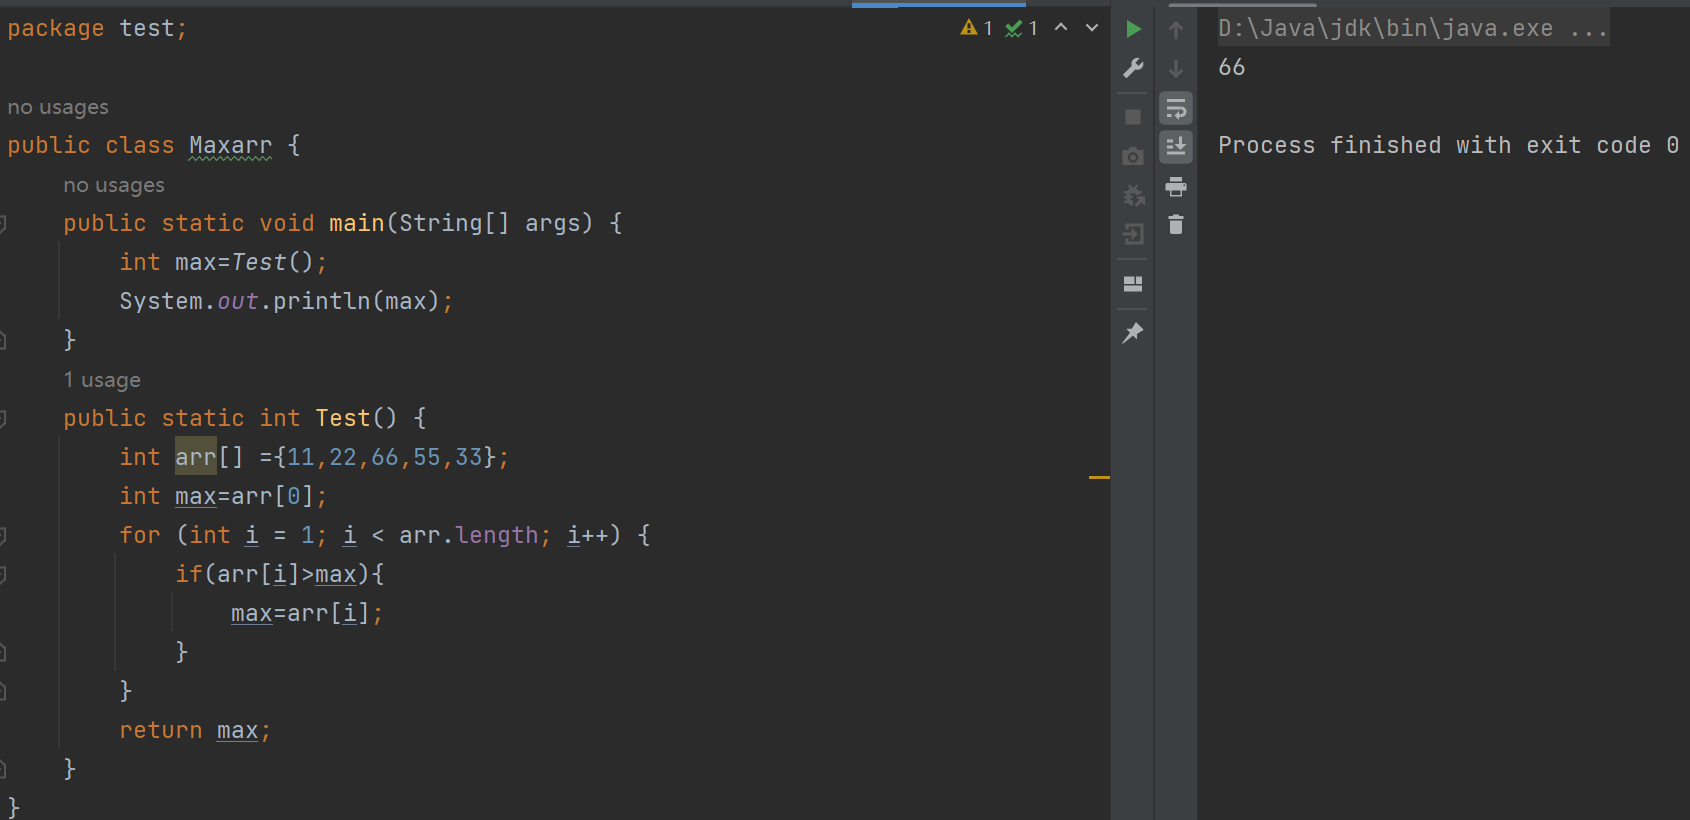 package test;
1 1
no usages
public class Maxarr {
no usages
public static void main(String[] args) {
int max=Test();
System.out.println(max);
}
1 usage
public static int Test() {
int arr[] ={11,22,66,55,33};
int max=arr[0];
for (int i = 1; i < arr.length; i++) {
if(arr[i]>max){
max=arr[i];
}
}
return max;
}
}
D:\Java\jdk\bin\java.exe ...
66
Process finished with exit code 0